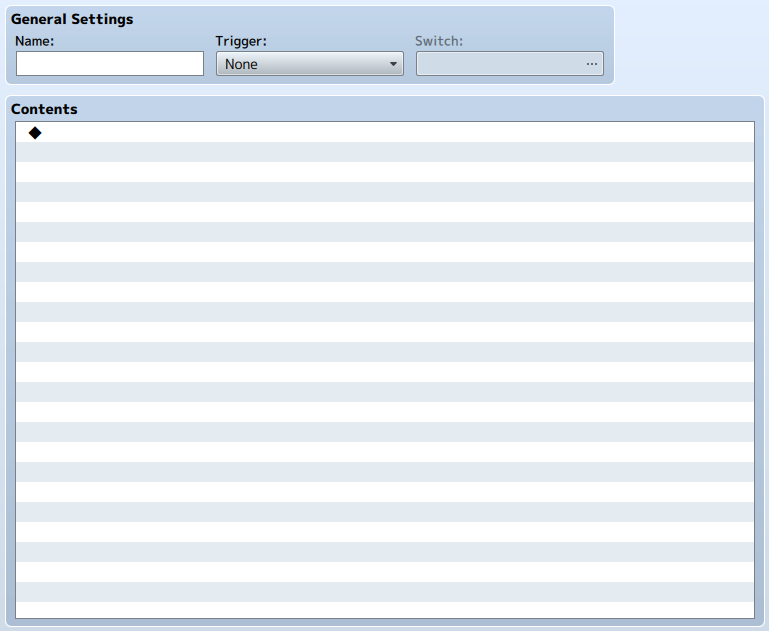 General Settings
Name: Trigger: Switch:
None ...
Contents
◆